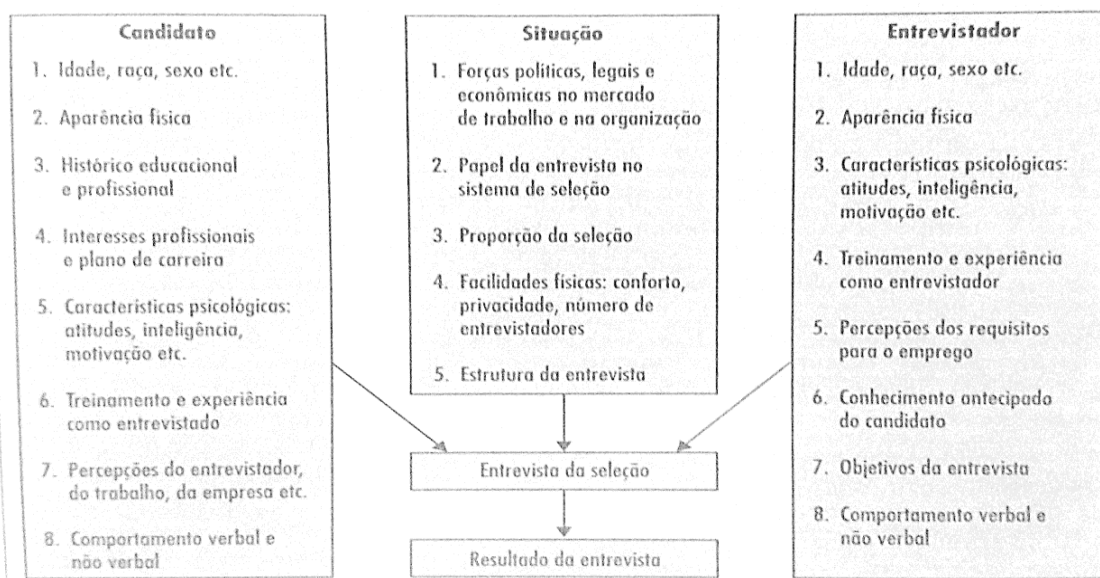 Candidato
1. Idade, raça, sexo etc.
2. Aparência física
3. Histórico educacional
e profissional
4. Interesses profissionais
e plano de carreira
5. Características psicológicas:
atitudes, inteligência,
motivação etc.
6. Treinamento e experiência
como entrevistado
7. Percepções do entrevistador,
do trabalho, da empresa etc.
8. Comportamento verbal e
não verbal
Situação
1. Forças políticas, legais e
econômicas no mercado
de trabalho e na organização
2. Papel da entrevista no
sistema de seleção
3. Proporção da seleção
4. Facilidades físicas: conforto,
privacidade, número de
entrevistadores
5. Estrutura da entrevista
Entrevista da seleção
Resultado da entrevista
Entrevistador
1. Idade, raça, sexo etc.
2. Aparência física
3. Características psicológicas:
atitudes, inteligência,
motivação etc.
4. Treinamento e experiência
como entrevistador
5. Percepções dos requisitos
para o emprego
6. Conhecimento antecipado
do candidato
7. Objetivos da entrevista
8. Comportamento verbal e
não verbal